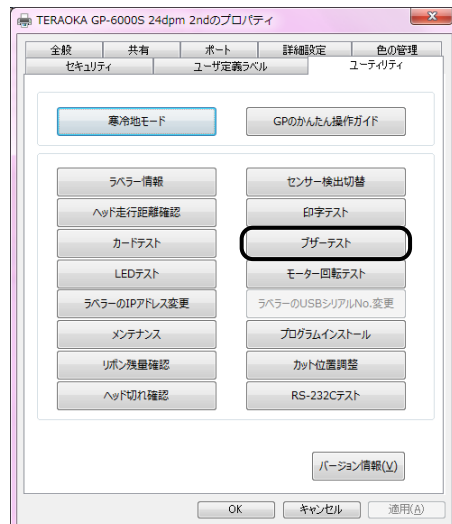 TERAOKA GP-6000S 24dpm 2ndのプロパティ
全般 共有 ポート 詳細設定 色の管理
セキュリティ ユーザ定義ラベル ユーティリティ
寒冷地モード GPのかんたん操作ガイド
ラベラー情報 センサー検出切替
ヘッド走行距離確認 印字テスト
カードテスト ブザーテスト
LEDテスト モーター回転テスト
ラベラーのIPアドレス変更 ラベラーのUSBシリアルNo.変更
メンテナンス プログラムインストール
リボン残量確認 カット位置調整
ヘッド切れ確認 RS-232Cテスト
バージョン情報(V)
OK キャンセル 適用(A)